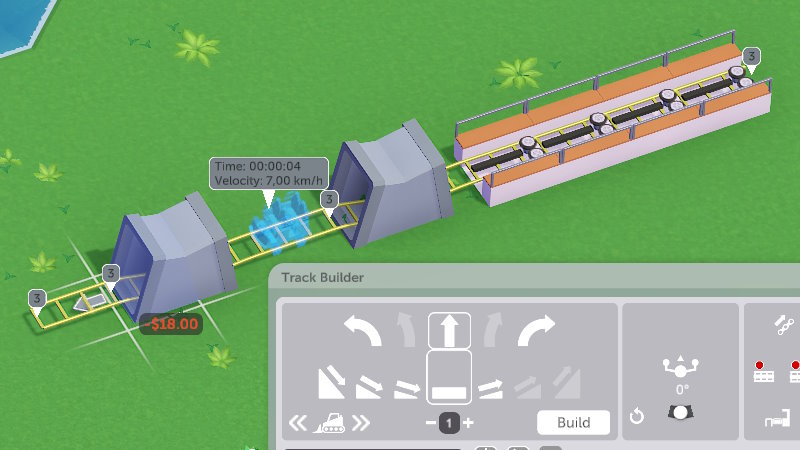 3
Time: 00:00:04
Velocity: 7,00 km/h
3
3
3
-$18.00
Track Builder
0°
− 1 +
Build